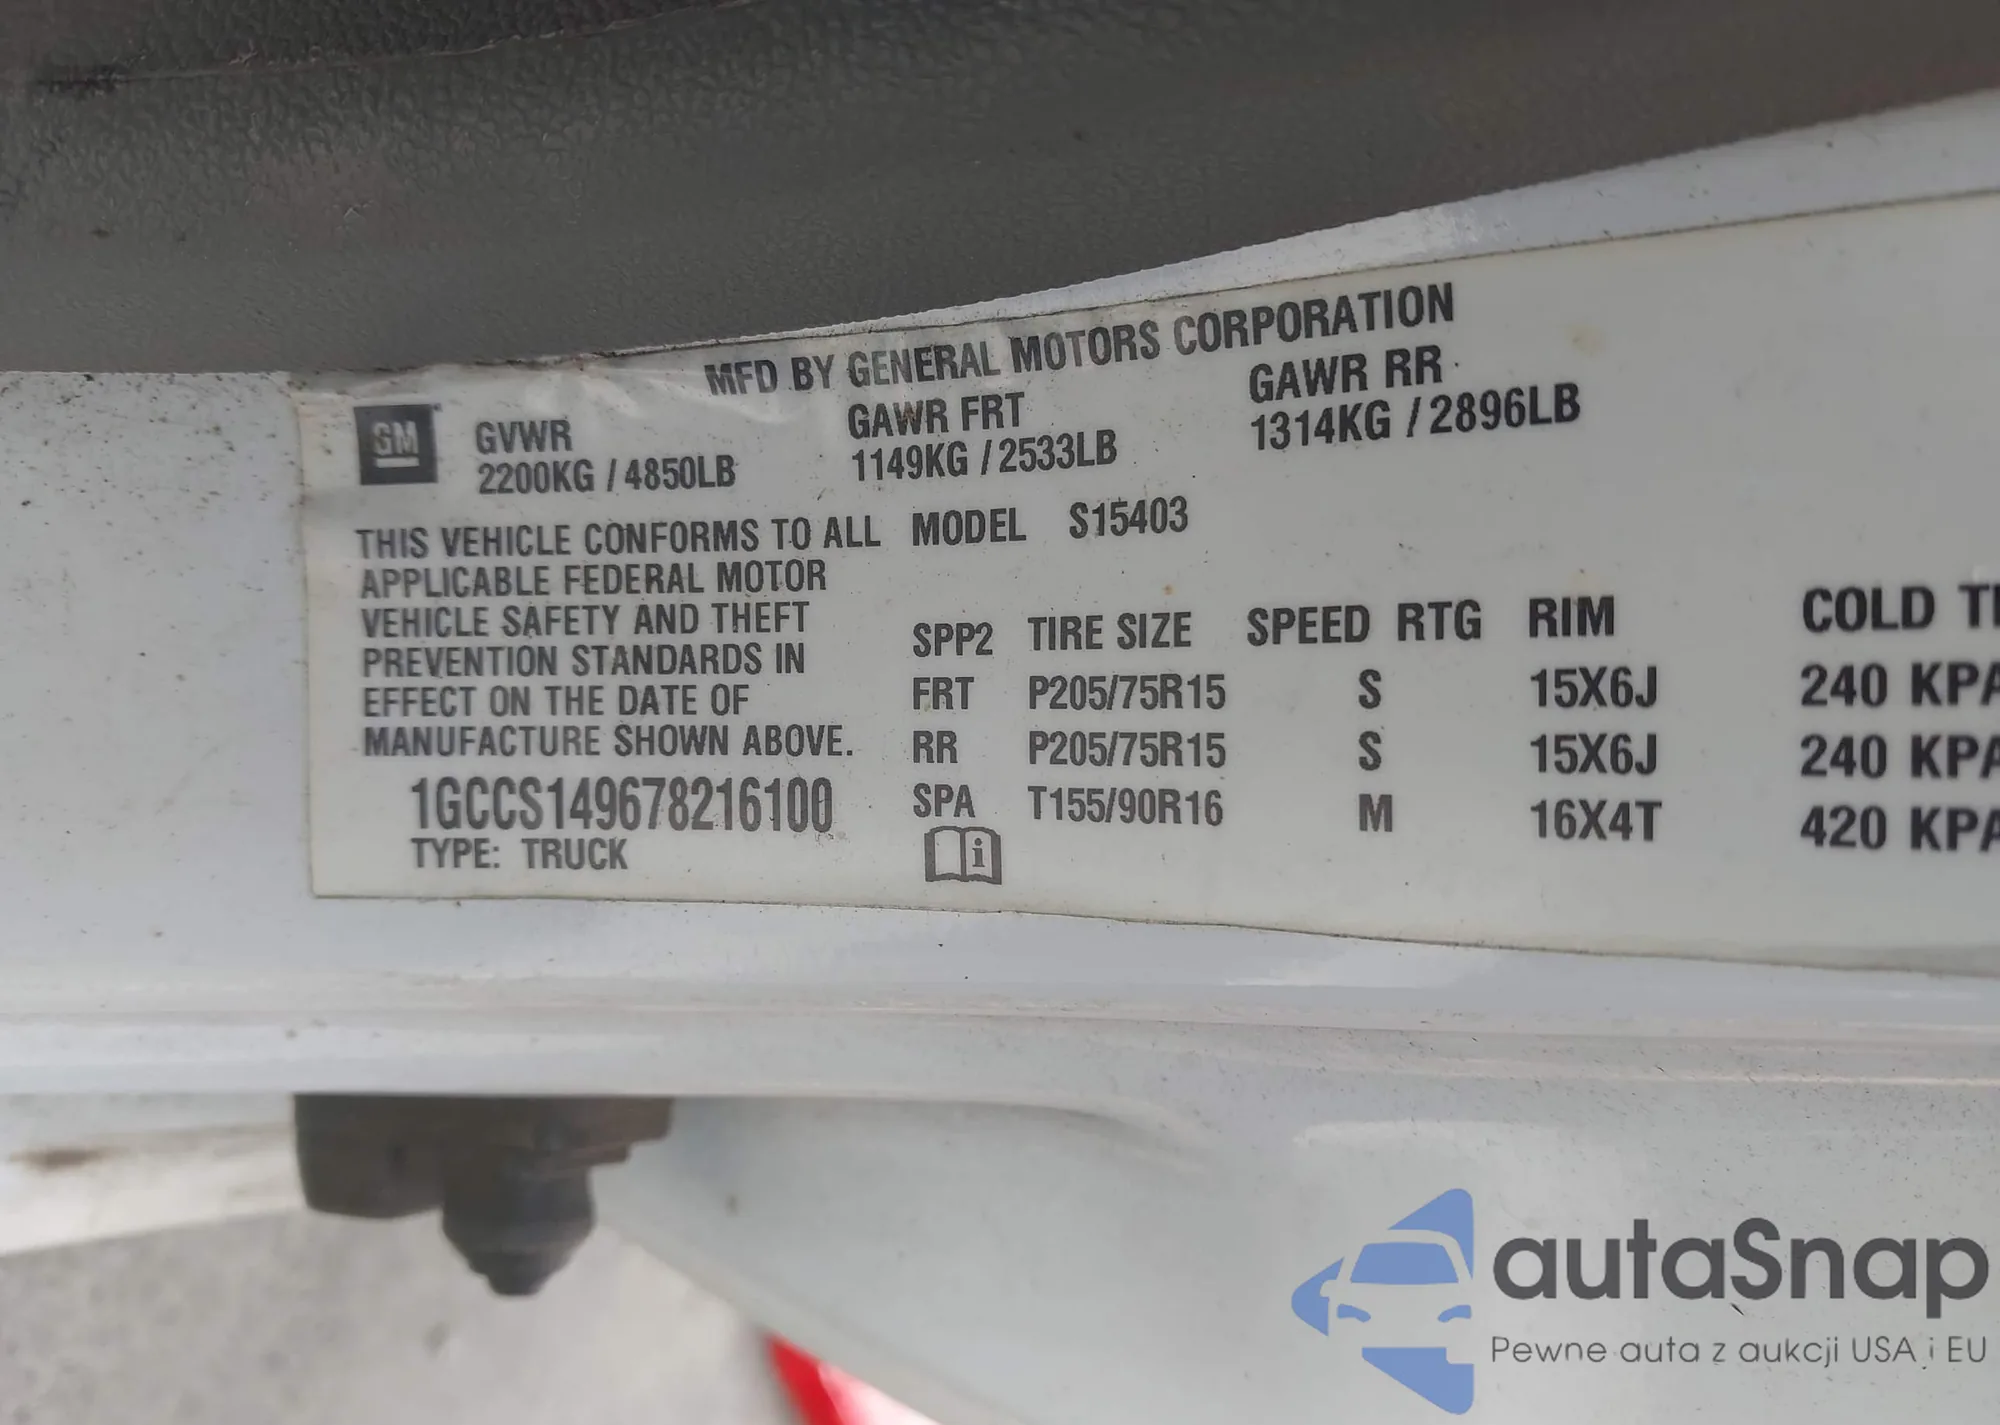 MFD BY GENERAL MOTORS CORPORATION
GM
GVWR GAWR FRT GAWR RR
2200KG / 4850LB 1149KG / 2533LB 1314KG / 2896LB
THIS VEHICLE CONFORMS TO ALL MODEL S15403
APPLICABLE FEDERAL MOTOR
VEHICLE SAFETY AND THEFT
PREVENTION STANDARDS IN
EFFECT ON THE DATE OF
MANUFACTURE SHOWN ABOVE.
1GCCS149678216100
TYPE: TRUCK
SPP2 TIRE SIZE SPEED RTG RIM COLD
FRT P205/75R15 S 15X6J 240 KPA
RR P205/75R15 S 15X6J 240 KPA
SPA T155/90R16 M 16X4T 420 KPA
i
autaSnap
Pewne auta z aukcji USA i EU